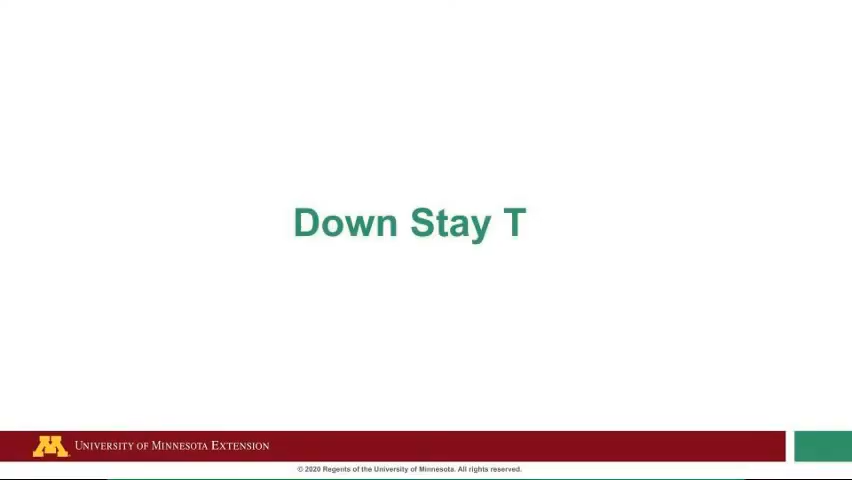 Down Stay T
UNIVERSITY OF MINNESOTA EXTENSION
© 2020 Regents of the University of Minnesota. All rights reserved.